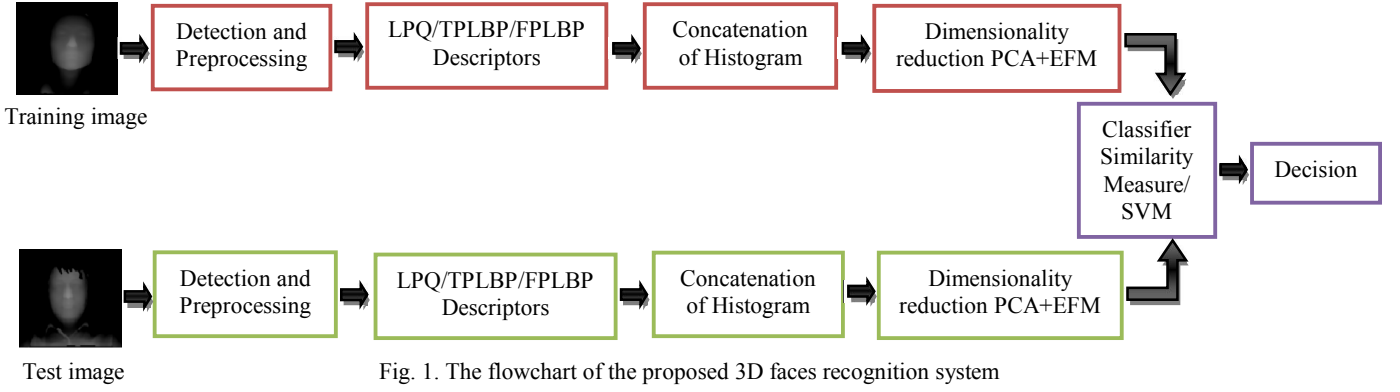 Detection and
Preprocessing
LPQ/TPLBP/FPLBP
Descriptors
Concatenation
of Histogram
Dimensionality
reduction PCA+EFM
Training image
Classifier
Similarity
Measure/
SVM
Decision
Detection and
Preprocessing
LPQ/TPLBP/FPLBP
Descriptors
Concatenation
of Histogram
Dimensionality
reduction PCA+EFM
Test image
Fig. 1. The flowchart of the proposed 3D faces recognition system